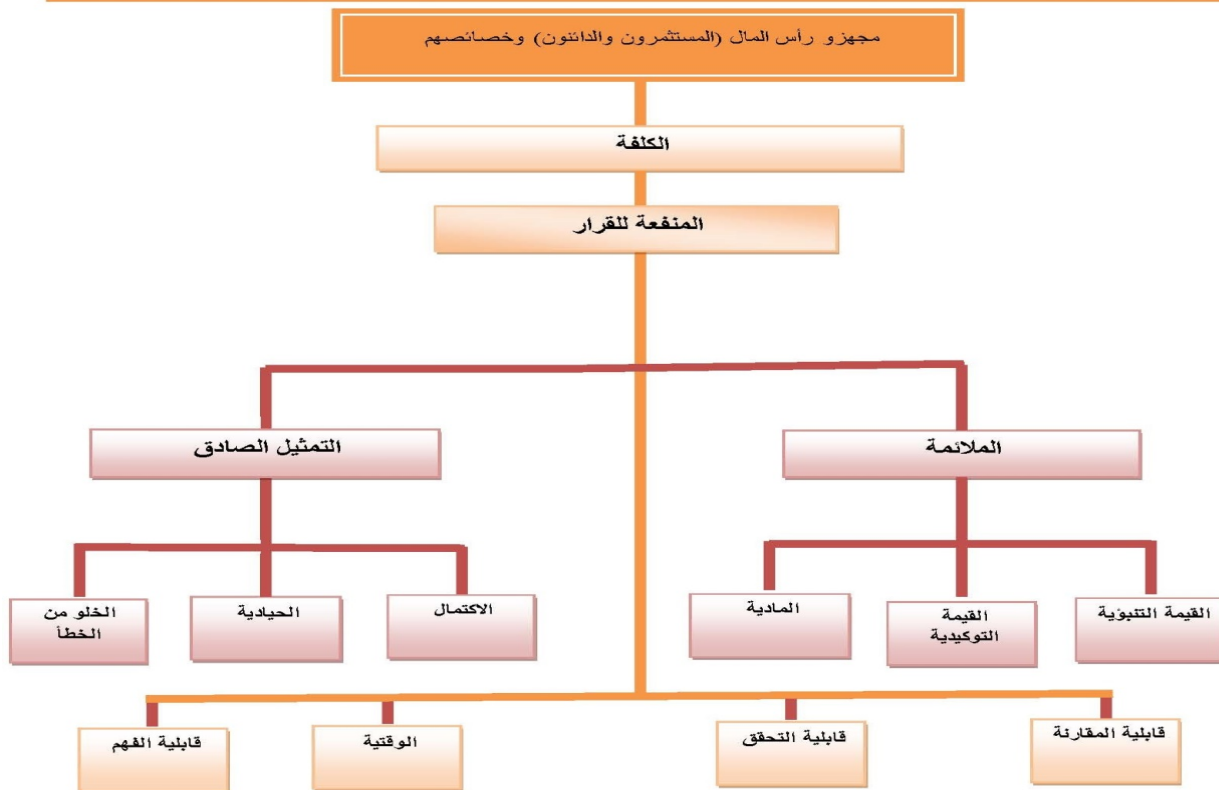 مجهزو رأس المال (المستثمرون والدائنون) وخصائصهم
الكلفة
المنفعة للقرار
الملائمة
التمثيل الصادق
القيمة التنبؤية
القيمة
التوكيدية
المادية
الاكتمال
الحيادية
الخلو من
الخطأ
قابلية المقارنة
قابلية التحقق
الوقتية
قابلية الفهم